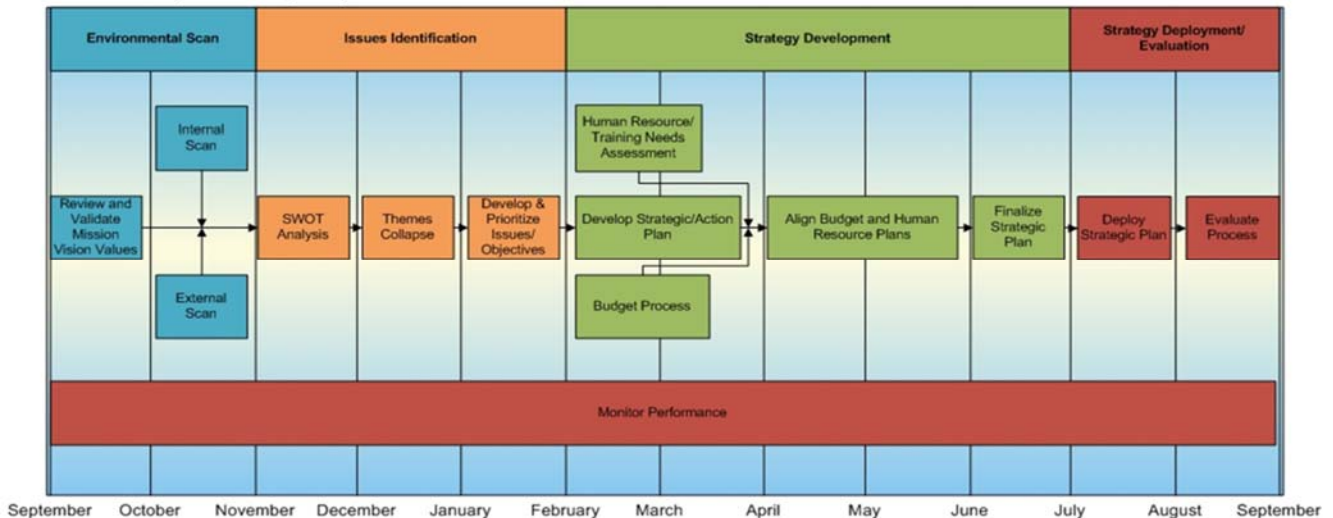 Environmental Scan
Issues Identification
Strategy Development
Strategy Deployment/
Evaluation
Internal
Scan
Human Resource/
Training Needs
Assessment
Review and
Validate
Mission
Vision Values
SWOT
Analysis
Themes
Collapse
Develop &
Prioritize
Issues/
Objectives
Develop Strategic/Action
Plan
Align Budget and Human
Resource Plans
Finalize
Strategic
Plan
Deploy
Strategic Plan
Evaluate
Process
External
Scan
Budget Process
Monitor Performance
September October November December January February March April May June July August September